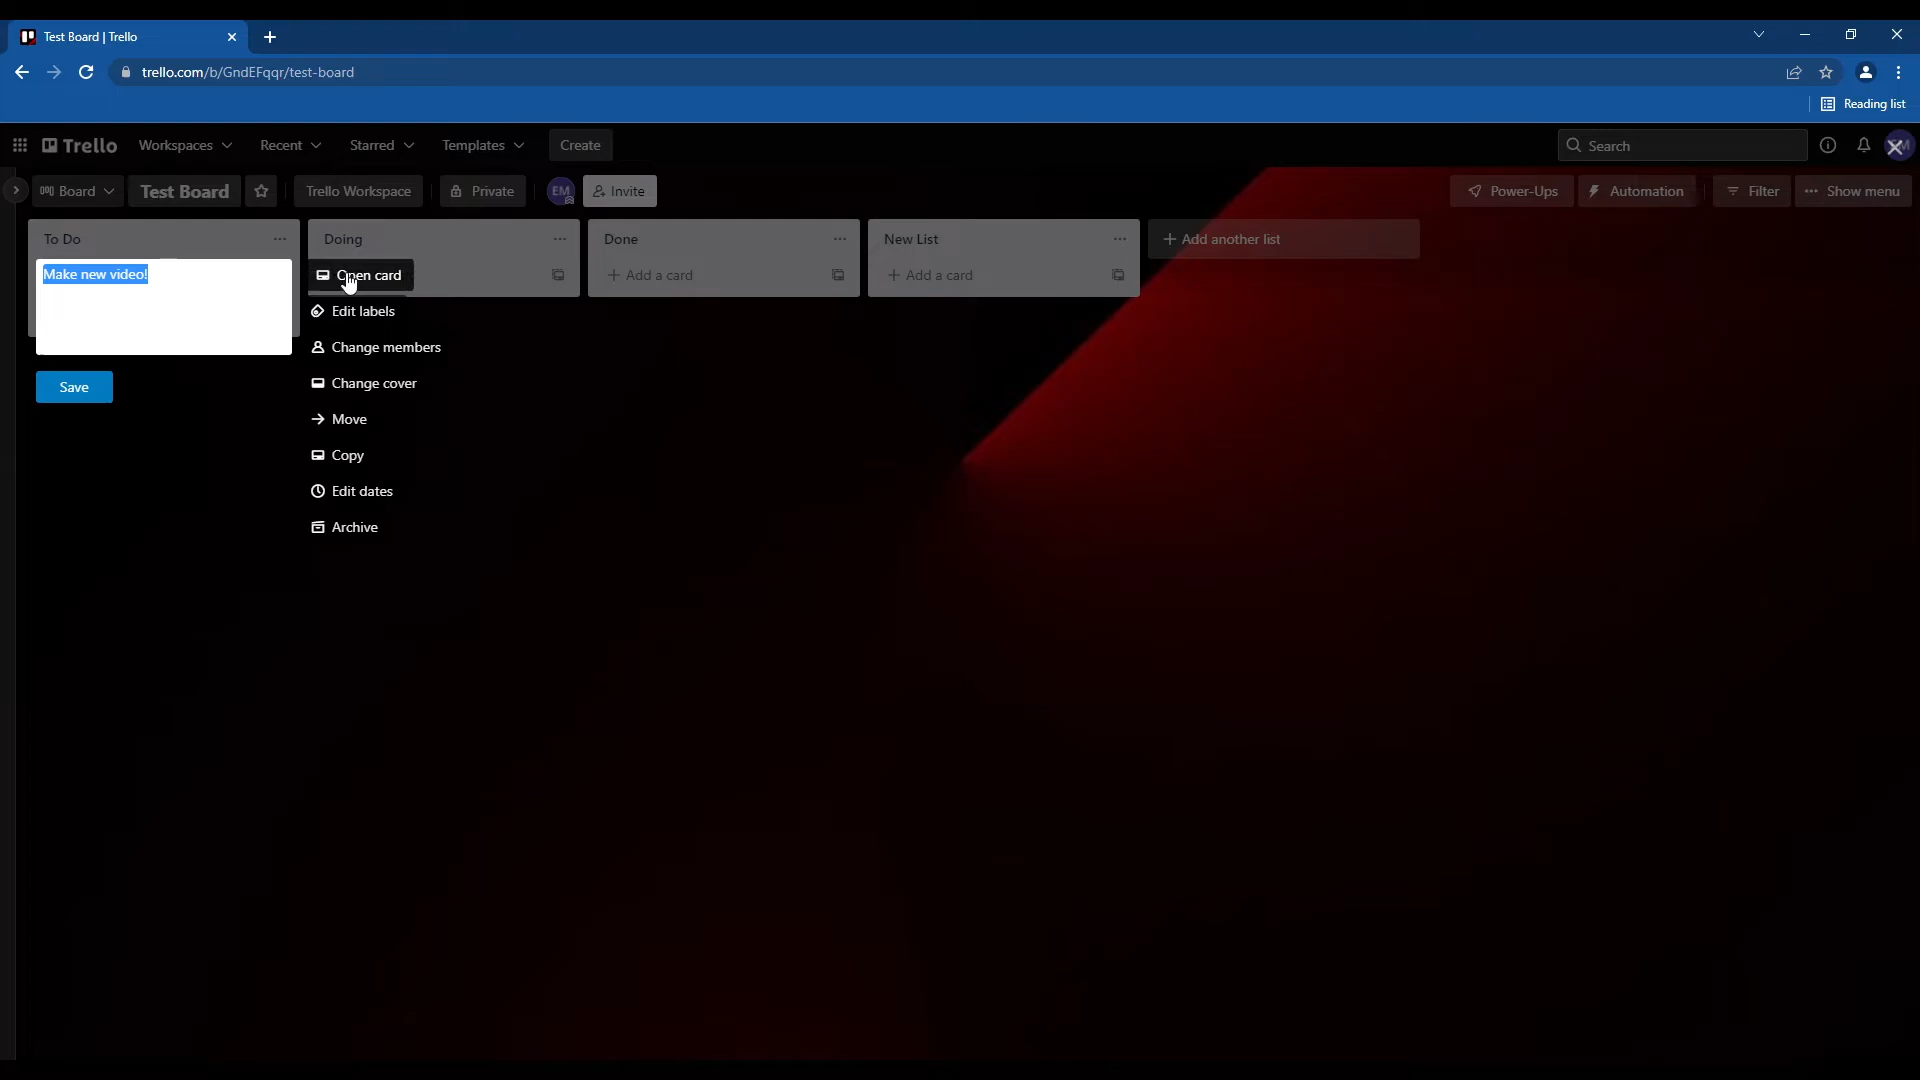 Test Board | Trello
trello.com/b/GndEFqqr/test-board
Reading list
Trello Workspaces Recent Starred Templates Create Search
Board Test Board Trello Workspace Private EM Invite Power-Ups Automation Filter Show menu
To Do Doing Done New List + Add another list
Make new video! Open card + Add a card + Add a card
Edit labels
Change members
Change cover
Save
Move
Copy
Edit dates
Archive